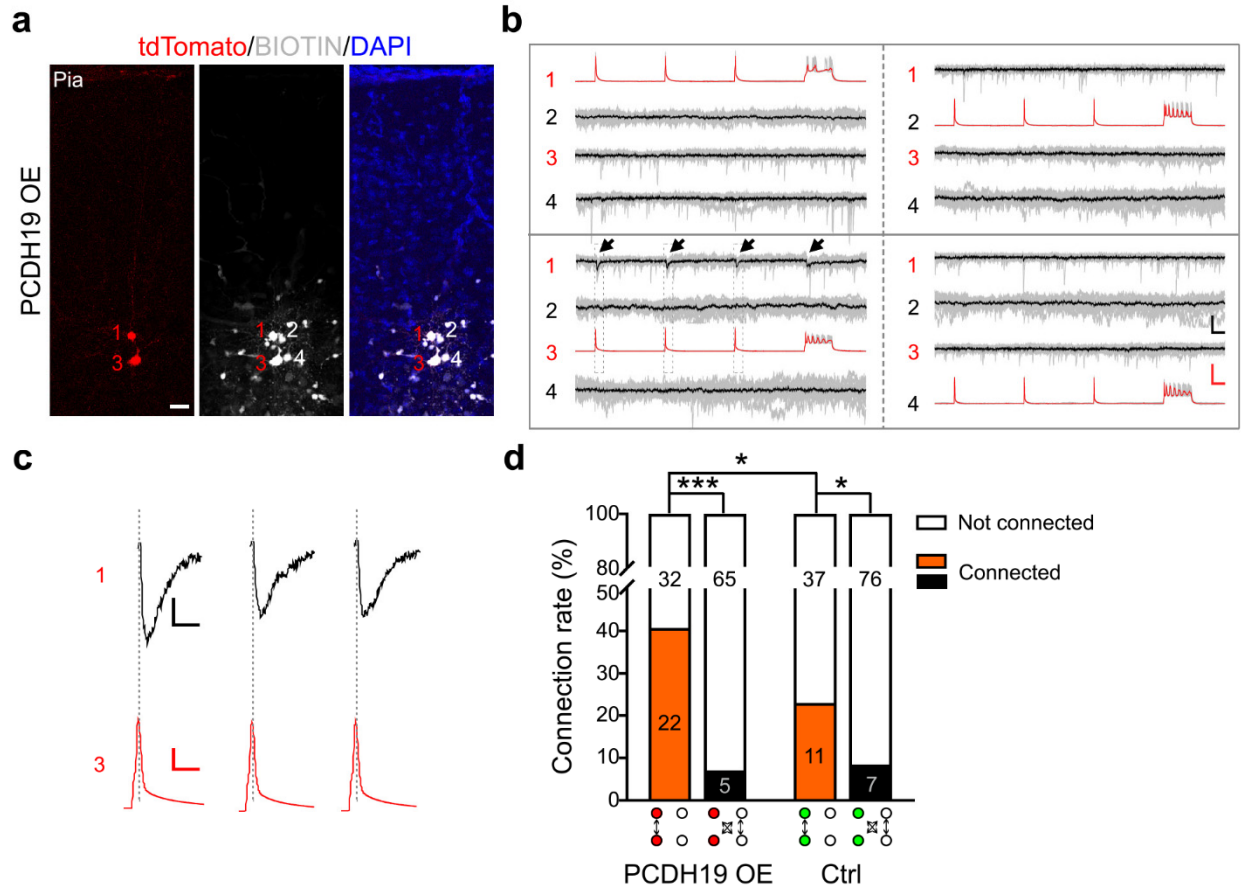 a
tdTomato/BIOTIN/DAPI
PCDH19 OE
Pia
1
3
1 2
3 4
1 2
3 4
b
1
2
3
4
1
2
3
4
1
2
3
4
1
2
3
4
c
1
3
d
*
*** *
Connection rate (%)
100
80
50
40
30
20
10
0
32 65 37 76
22 5 11 7
Not connected
Connected
PCDH19 OE Ctrl